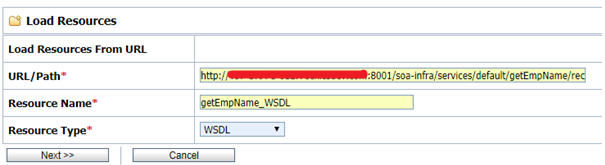 Load Resources
Load Resources From URL
URL/Path* http:// :8001/soa-infra/services/default/getEmpName/rec
Resource Name* getEmpName_WSDL
Resource Type* WSDL
Next >> Cancel